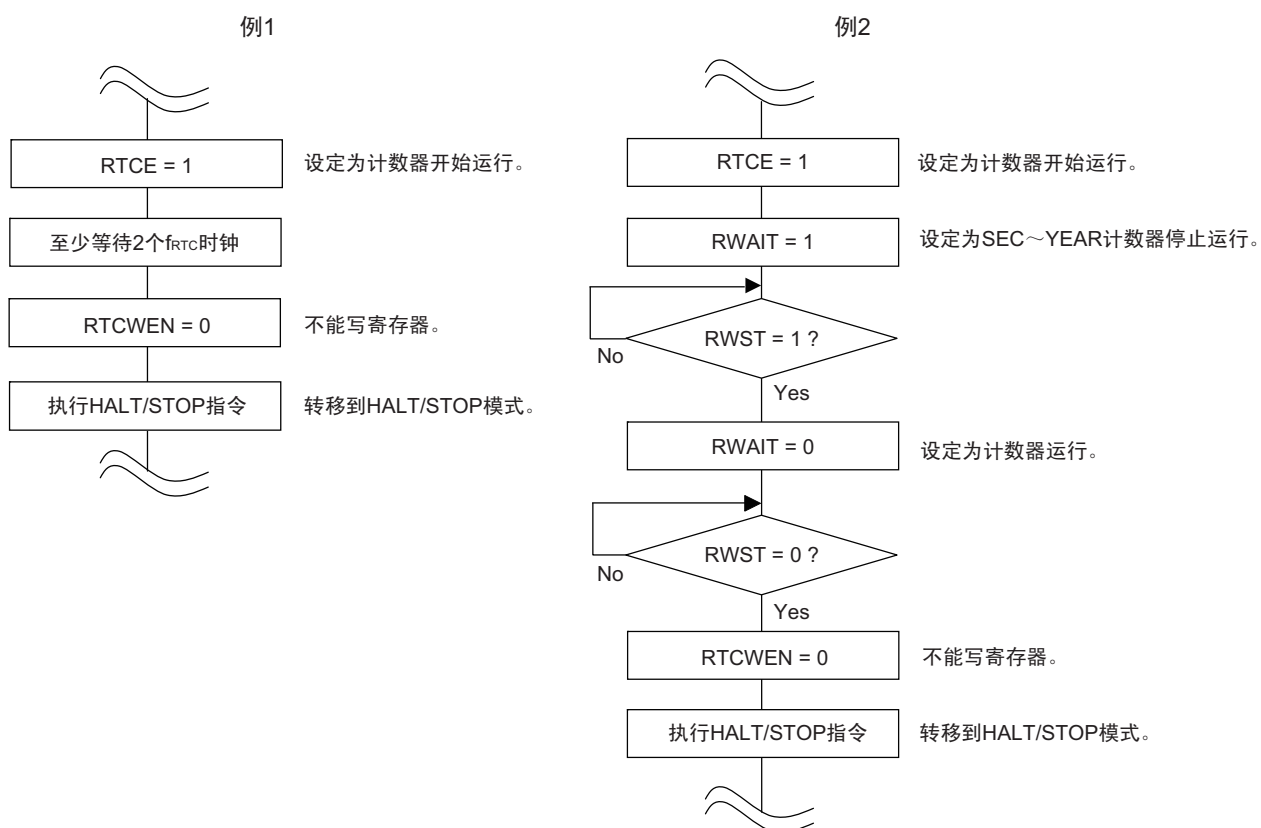 例1
RTCE = 1 设定为计数器开始运行。
至少等待2个fRTC时钟
RTCWEN = 0 不能写寄存器。
执行HALT/STOP指令 转移到HALT/STOP模式。
例2
RTCE = 1 设定为计数器开始运行。
RWAIT = 1 设定为SEC～YEAR计数器停止运行。
RWST = 1 ?
No
Yes
RWAIT = 0 设定为计数器运行。
RWST = 0 ?
No
Yes
RTCWEN = 0 不能写寄存器。
执行HALT/STOP指令 转移到HALT/STOP模式。